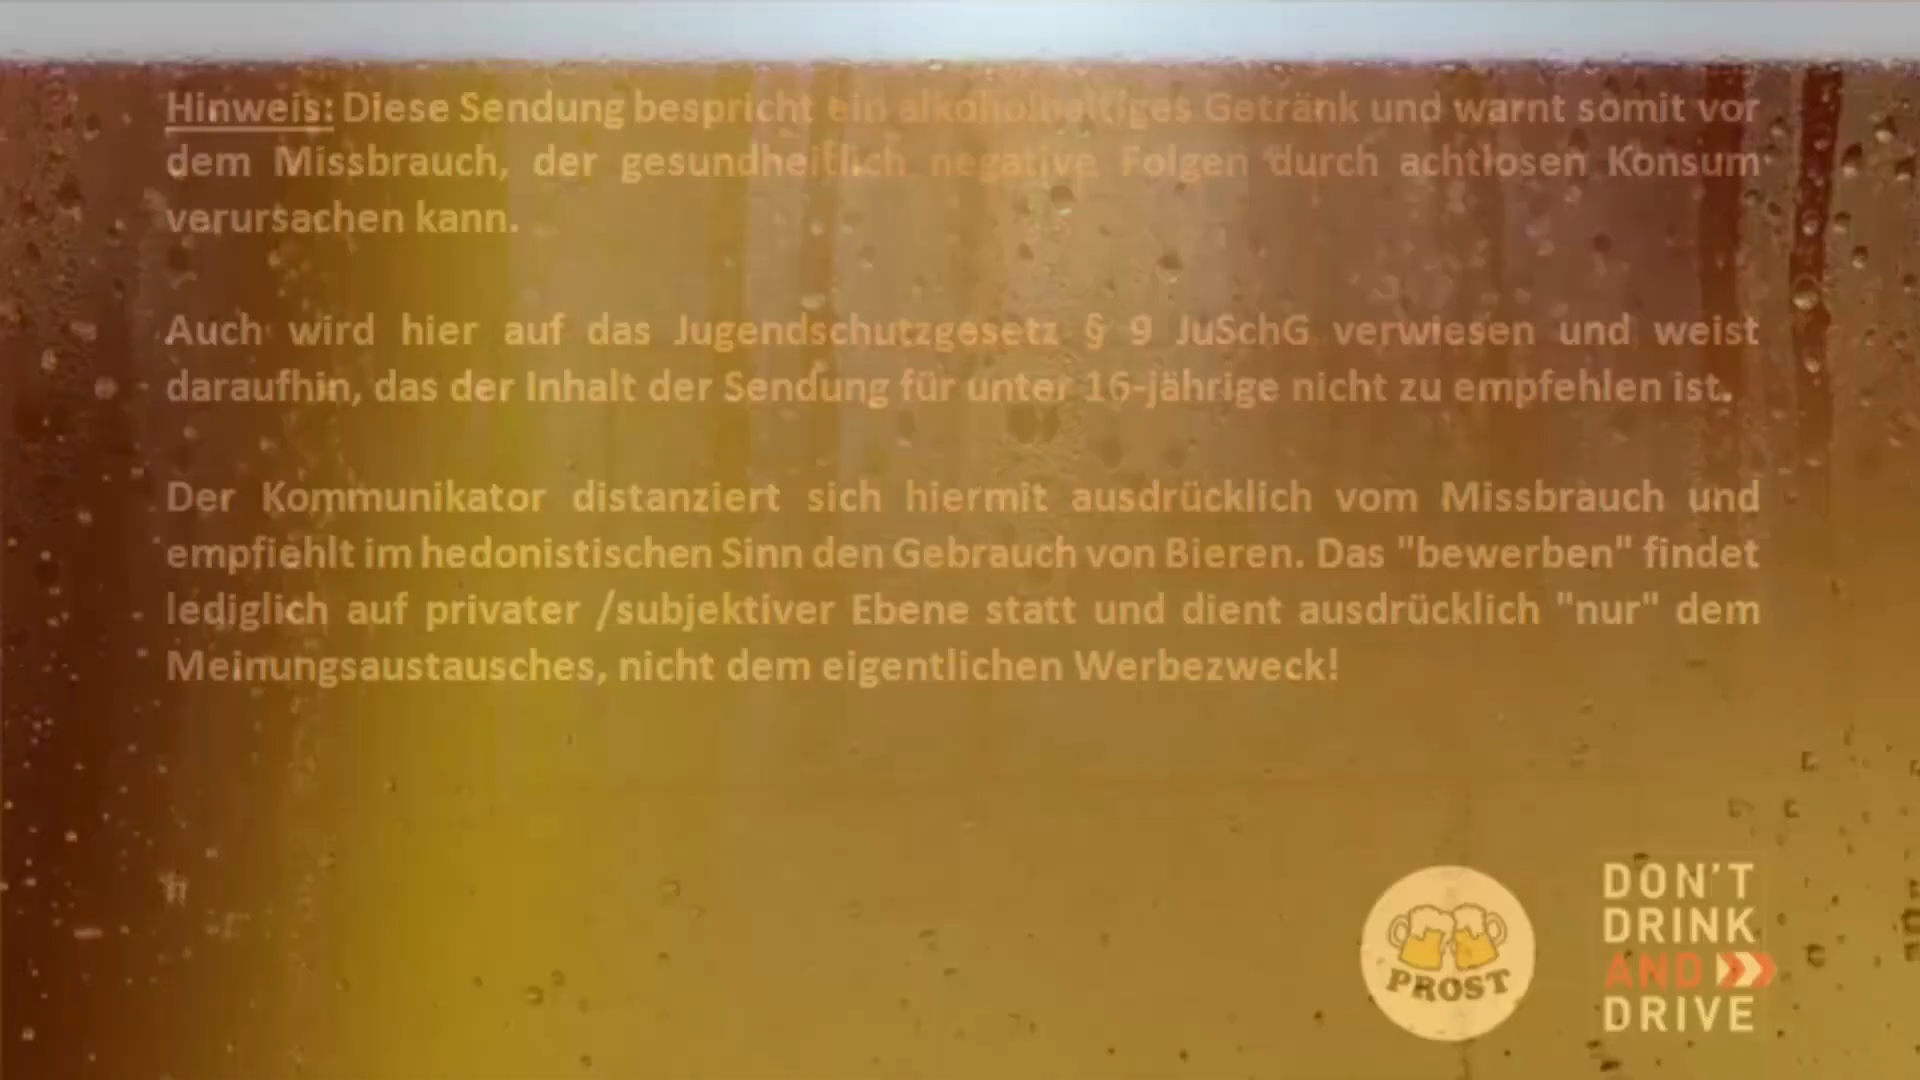 Hinweis: Diese Sendung bespricht ein alkoholhaltiges Getränk und warnt somit vor
dem Missbrauch, der gesundheitlich negative Folgen durch achtlosen Konsum
verursachen kann.
Auch wird hier auf das Jugendschutzgesetz § 9 JuSchG verwiesen und weist
daraufhin, das der Inhalt der Sendung für unter 16-jährige nicht zu empfehlen ist.
Der Kommunikator distanziert sich hiermit ausdrücklich vom Missbrauch und
empfiehlt im hedonistischen Sinn den Gebrauch von Bieren. Das "bewerben" findet
lediglich auf privater /subjektiver Ebene statt und dient ausdrücklich "nur" dem
Meinungsaustausches, nicht dem eigentlichen Werbezweck!
PROST
DON'T
DRINK
AND
DRIVE